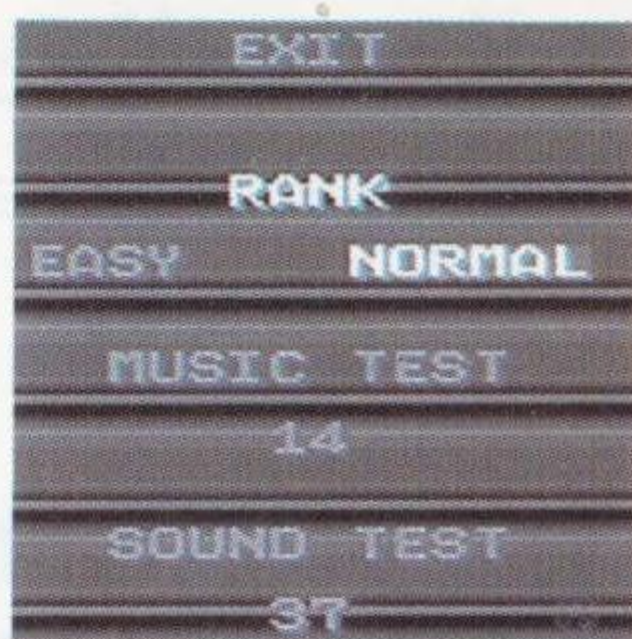 EXIT
RANK
EASY NORMAL
MUSIC TEST
14
SOUND TEST
37